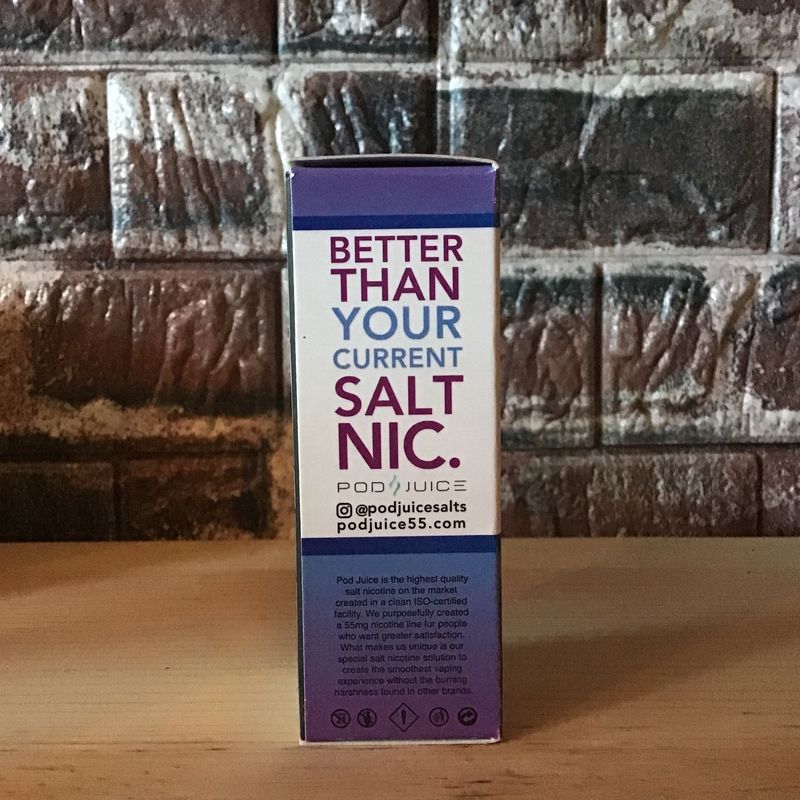 BETTER
THAN
YOUR
CURRENT
SALT
NIC.
POD JUICE
@podjuicesalts
podjuice55.com
Pod Juice is the highest quality
salt nicotine on the market
created in a clean ISO-certified
facility. We purposefully created
a 55mg nicotine line for people
who want greater satisfaction.
What makes us unique is our
special salt nicotine solution to
create the smoothest vaping
experience without the burning
harshness found in other brands.